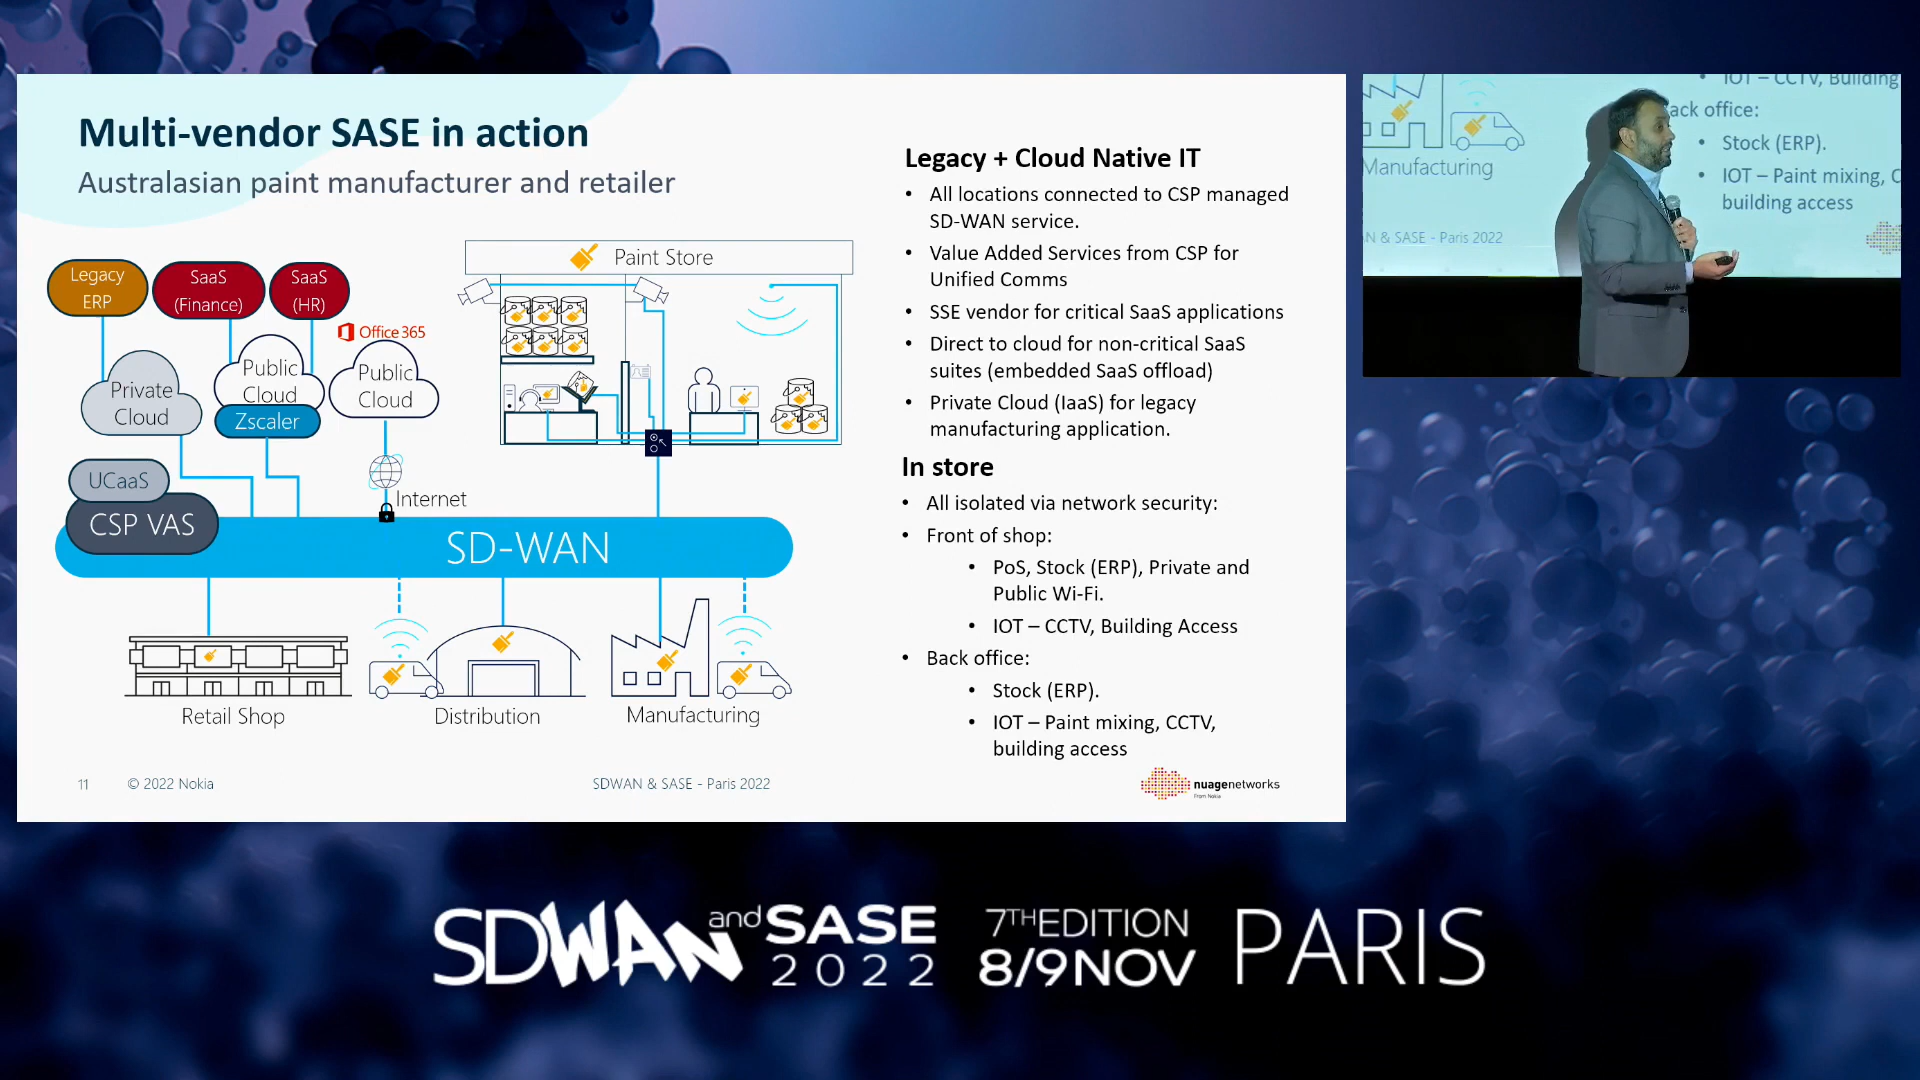 Multi-vendor SASE in action
Australasian paint manufacturer and retailer
Legacy
ERP
SaaS
(Finance)
SaaS
(HR)
Office 365
Private
Cloud
Public
Cloud
Zscaler
Public
Cloud
UCaaS
CSP VAS
Internet
SD-WAN
Paint Store
Retail Shop
Distribution
Manufacturing
Legacy + Cloud Native IT
• All locations connected to CSP managed
SD-WAN service.
• Value Added Services from CSP for
Unified Comms
• SSE vendor for critical SaaS applications
• Direct to cloud for non-critical SaaS
suites (embedded SaaS offload)
• Private Cloud (IaaS) for legacy
manufacturing application.
In store
• All isolated via network security:
• Front of shop:
• PoS, Stock (ERP), Private and
Public Wi-Fi.
• IOT – CCTV, Building Access
• Back office:
• Stock (ERP).
• IOT – Paint mixing, CCTV,
building access
11
© 2022 Nokia
SDWAN & SASE - Paris 2022
nuagenetworks
From Nokia
• IOT – CCTV, Building
ack office:
• Stock (ERP).
• IOT – Paint mixing, C
building access
Manufacturing
N & SASE - Paris 2022
SDWAN and SASE
2022
7TH EDITION
8/9NOV
PARIS